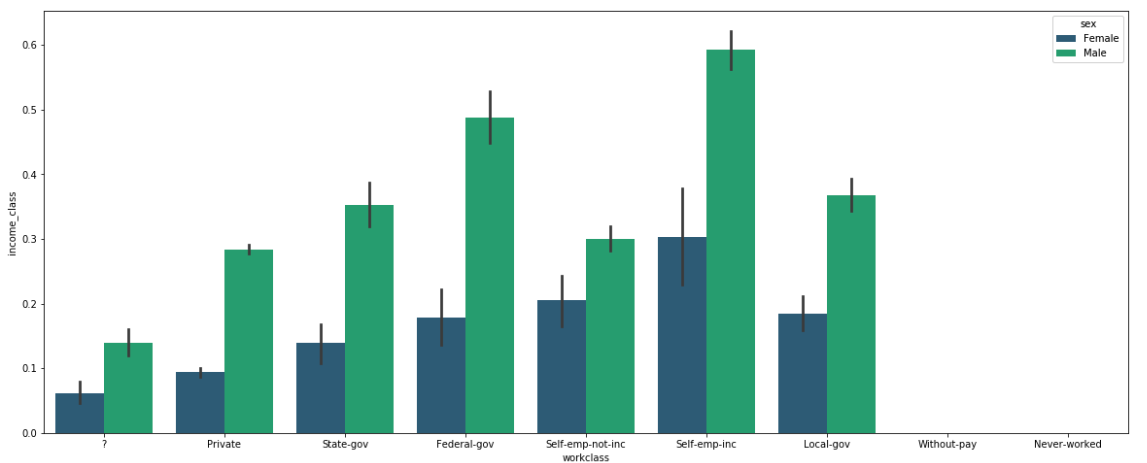 sex
Female
Male
0.6
0.5
0.4
0.3
0.2
0.1
0.0
income_class
? Private State-gov Federal-gov Self-emp-not-inc Self-emp-inc Local-gov Without-pay Never-worked
workclass